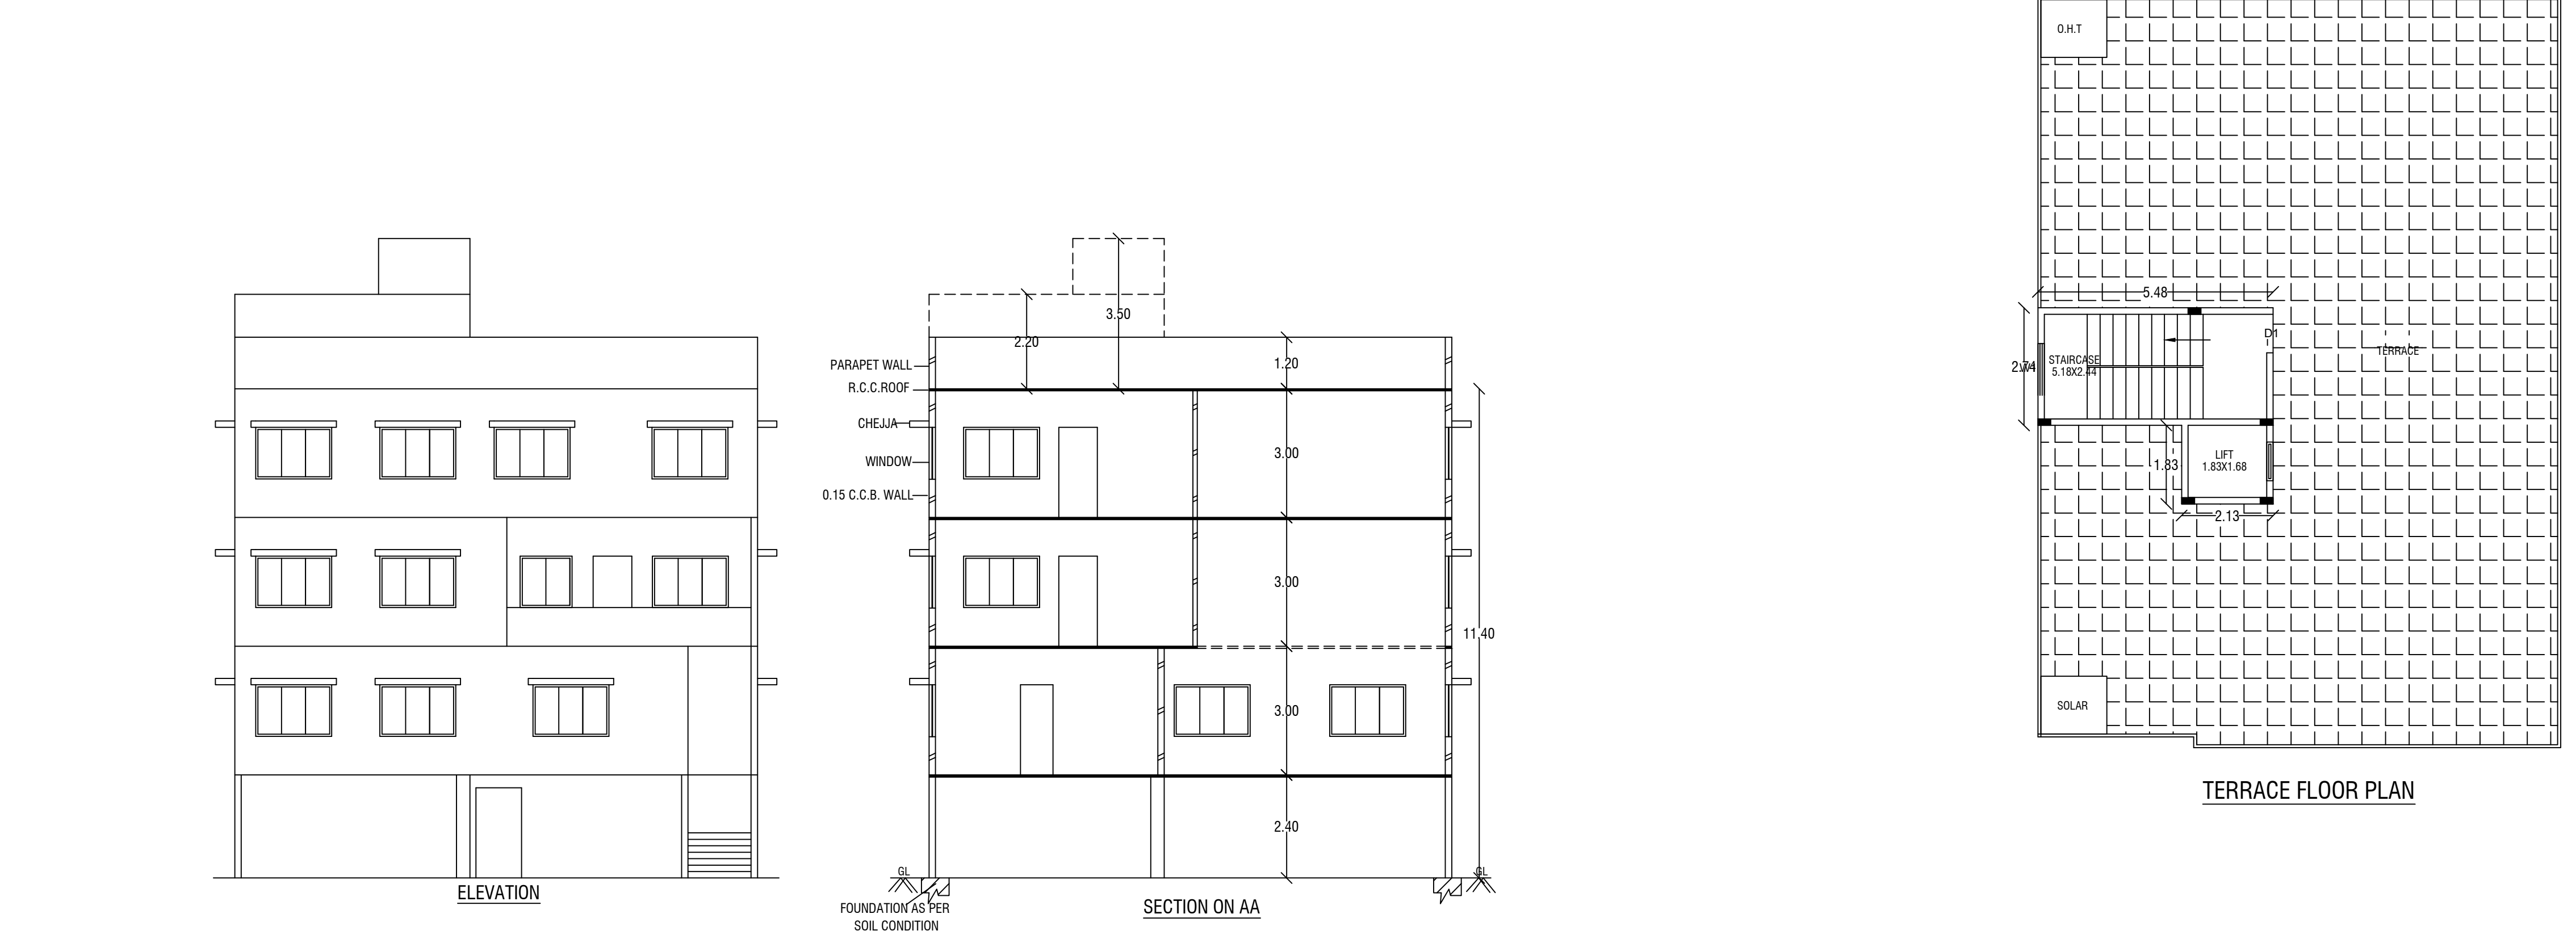 O.H.T
5.48
D1
TERRACE
STAIRCASE
5.18X2.44
2.74
LIFT
1.83X1.68
1.83
2.13
SOLAR
TERRACE FLOOR PLAN
3.50
2.20
1.20
PARAPET WALL
R.C.C.ROOF
CHEJJA
WINDOW
0.15 C.C.B. WALL
3.00
3.00
3.00
11.40
2.40
GL
GL
FOUNDATION AS PER
SOIL CONDITION
SECTION ON AA
ELEVATION